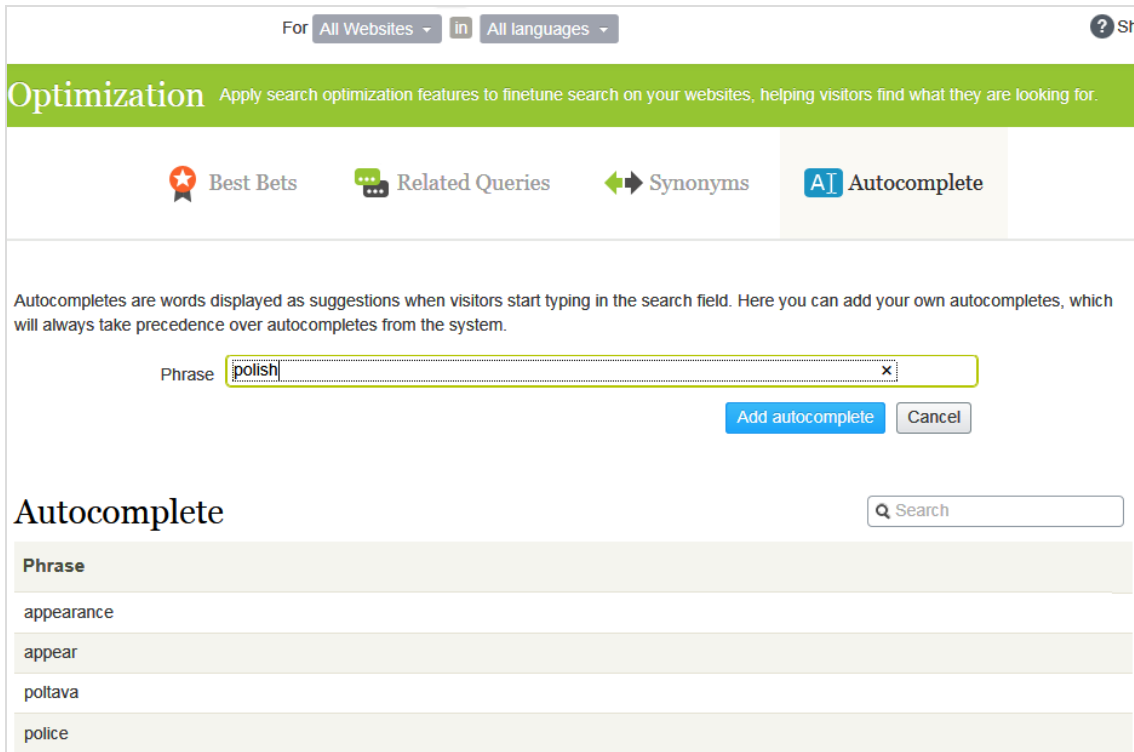 For All Websites in All languages
? Sh
Optimization Apply search optimization features to finetune search on your websites, helping visitors find what they are looking for.
Best Bets Related Queries Synonyms AI Autocomplete
Autocompletes are words displayed as suggestions when visitors start typing in the search field. Here you can add your own autocompletes, which
will always take precedence over autocompletes from the system.
Phrase polish ×
Add autocomplete Cancel
Autocomplete Search
Phrase
appearance
appear
poltava
police